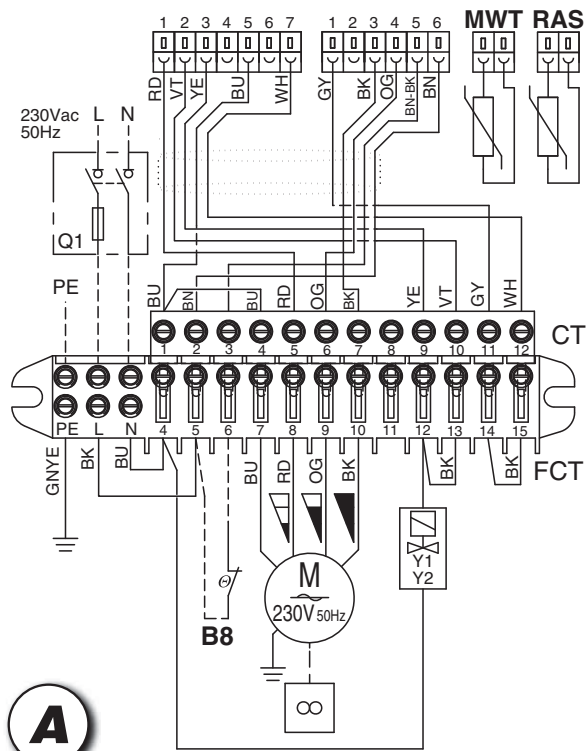 1 2 3 4 5 6 7
1 2 3 4 5 6
MWT RAS
RD VT YE BU WH
GY BK OG BN-BK BN
230Vac
50Hz
L N
Q1
PE
BU BN BU RD OG BK YE VT GY WH
1 2 3 4 5 6 7 8 9 10 11 12
CT
PE L N 4 5 6 7 8 9 10 11 12 13 14 15
FCT
GNYE BK BU BU RD OG BK BK BK
Y1
Y2
M
230V 50Hz
B8
A